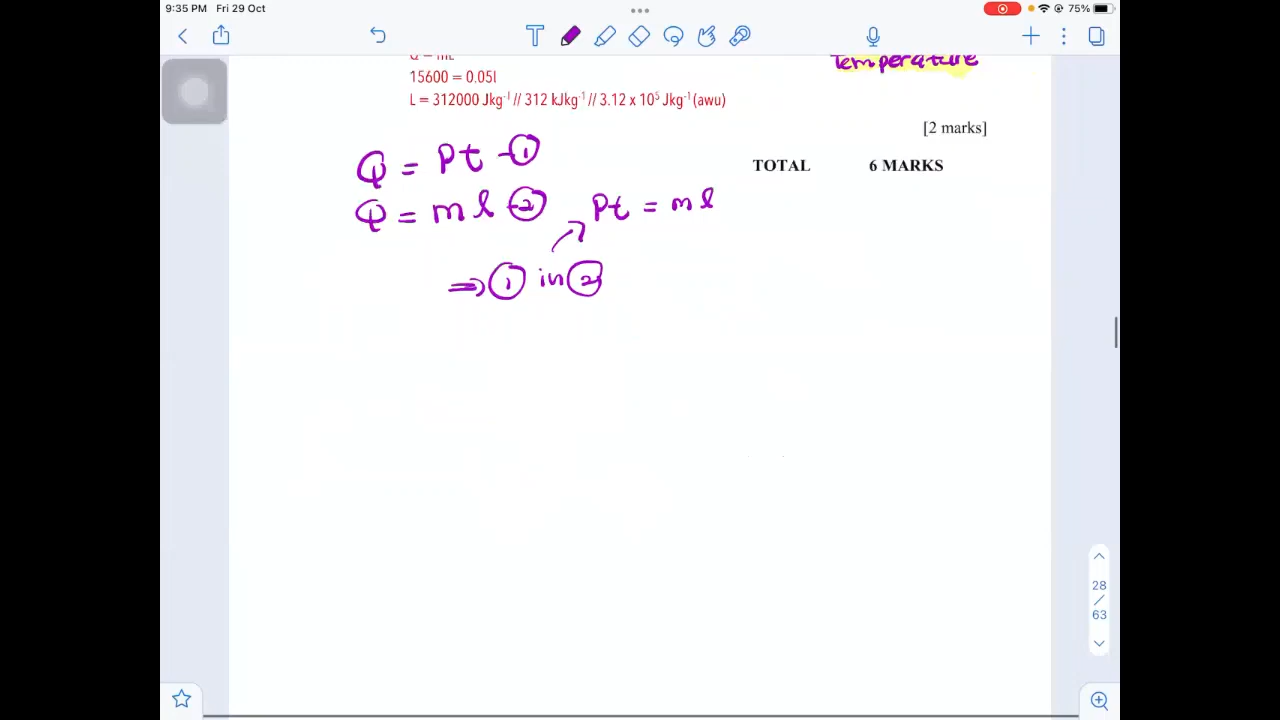 9:35 PM Fri 29 Oct
75%
T
temperature
Q = mL
15600 = 0.05l
L = 312000 Jkg⁻¹ // 312 kJkg⁻¹ // 3.12 x 10⁵ Jkg⁻¹ (awu)
[2 marks]
TOTAL 6 MARKS
Q = Pt - ①
Q = ml - ② Pt = ml
⇒ ① in ②
28
/
63